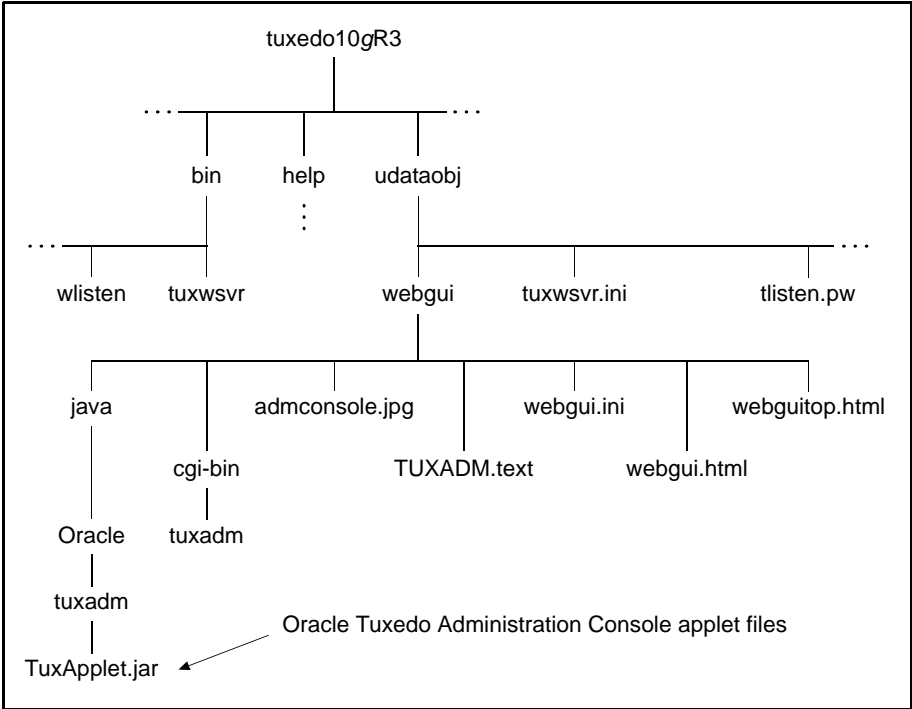 tuxedo10gR3
bin help udataobj
wlisten tuxwsvr webgui tuxwsvr.ini tlisten.pw
java admconsole.jpg webgui.ini webguitop.html
cgi-bin TUXADM.text webgui.html
Oracle tuxadm
tuxadm
Oracle Tuxedo Administration Console applet files
TuxApplet.jar